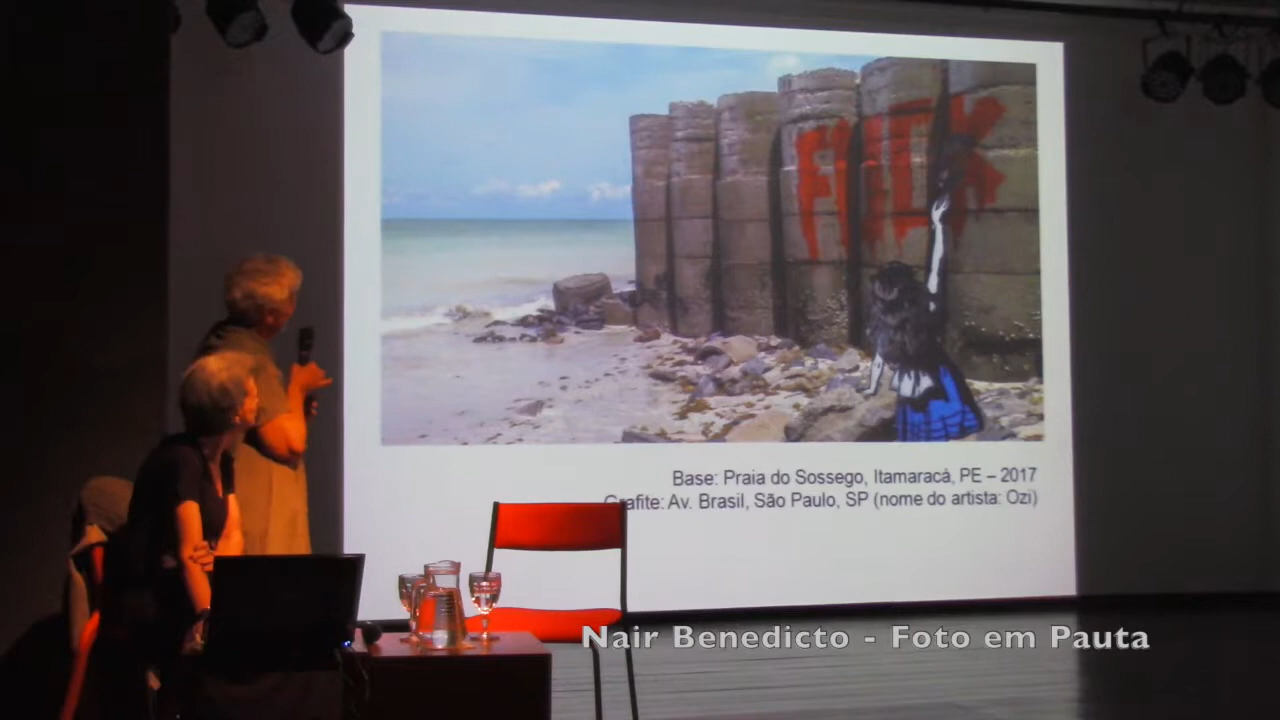 FUCK
Base: Praia do Sossego, Itamaracá, PE – 2017
Grafite: Av. Brasil, São Paulo, SP (nome do artista: Ozi)
Nair Benedicto - Foto em Pauta